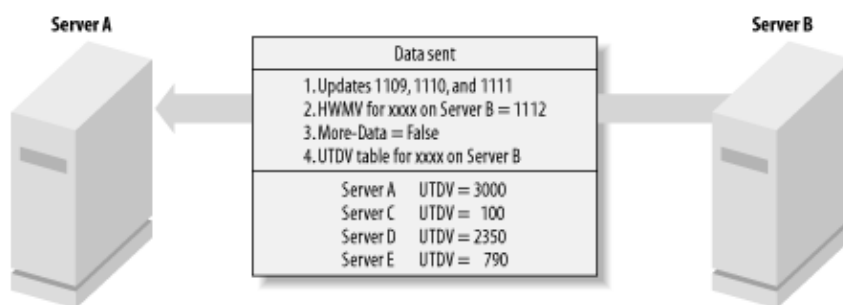 Server A
Server B
Data sent
1. Updates 1109, 1110, and 1111
2. HWMV for xxxx on Server B = 1112
3. More-Data = False
4. UTDV table for xxxx on Server B
Server A UTDV = 3000
Server C UTDV = 100
Server D UTDV = 2350
Server E UTDV = 790